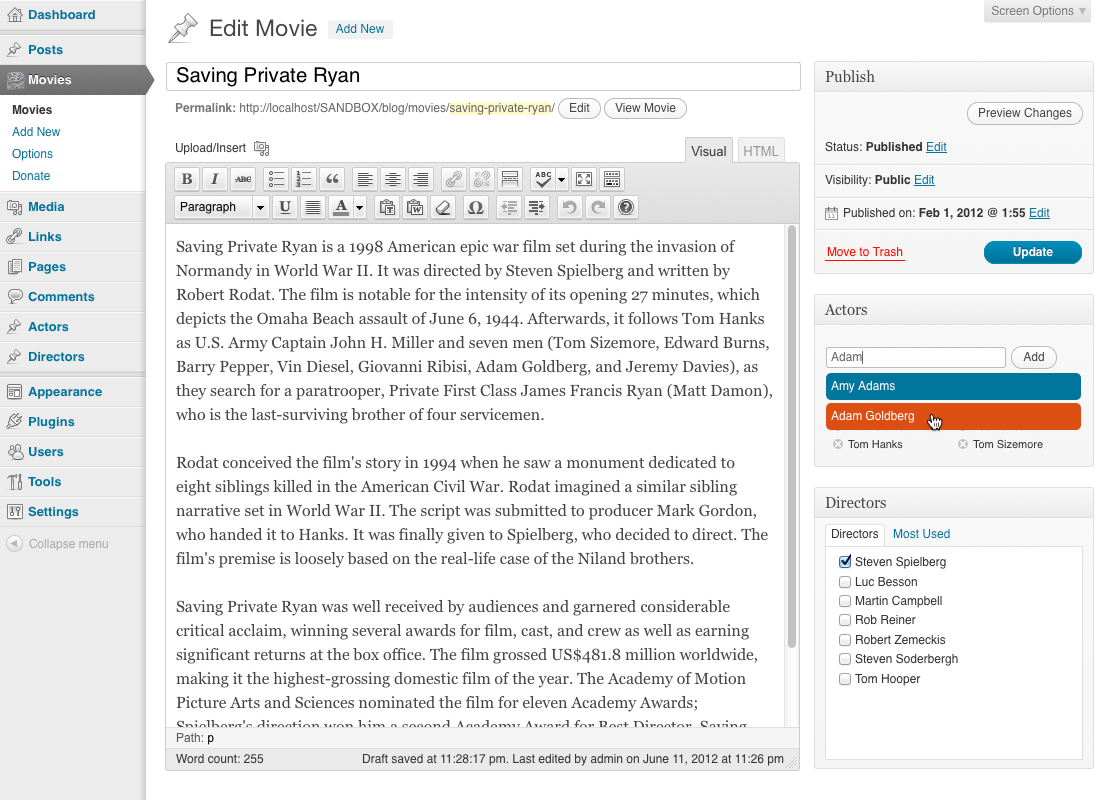 Dashboard
Posts
Movies
Movies
Add New
Options
Donate
Media
Links
Pages
Comments
Actors
Directors
Appearance
Plugins
Users
Tools
Settings
Collapse menu
Screen Options
Edit Movie Add New
Saving Private Ryan
Permalink: http://localhost/SANDBOX/blog/movies/saving-private-ryan/ Edit View Movie
Upload/Insert
Visual HTML
B I ABC ABC
Paragraph U A Ω
Saving Private Ryan is a 1998 American epic war film set during the invasion of
Normandy in World War II. It was directed by Steven Spielberg and written by
Robert Rodat. The film is notable for the intensity of its opening 27 minutes, which
depicts the Omaha Beach assault of June 6, 1944. Afterwards, it follows Tom Hanks
as U.S. Army Captain John H. Miller and seven men (Tom Sizemore, Edward Burns,
Barry Pepper, Vin Diesel, Giovanni Ribisi, Adam Goldberg, and Jeremy Davies), as
they search for a paratrooper, Private First Class James Francis Ryan (Matt Damon),
who is the last-surviving brother of four servicemen.
Rodat conceived the film's story in 1994 when he saw a monument dedicated to
eight siblings killed in the American Civil War. Rodat imagined a similar sibling
narrative set in World War II. The script was submitted to producer Mark Gordon,
who handed it to Hanks. It was finally given to Spielberg, who decided to direct. The
film's premise is loosely based on the real-life case of the Niland brothers.
Saving Private Ryan was well received by audiences and garnered considerable
critical acclaim, winning several awards for film, cast, and crew as well as earning
significant returns at the box office. The film grossed US$481.8 million worldwide,
making it the highest-grossing domestic film of the year. The Academy of Motion
Picture Arts and Sciences nominated the film for eleven Academy Awards;
Spielberg's direction won him a second Academy Award for Best Director. Saving
Path: p
Word count: 255 Draft saved at 11:28:17 pm. Last edited by admin on June 11, 2012 at 11:26 pm
Publish
Preview Changes
Status: Published Edit
Visibility: Public Edit
Published on: Feb 1, 2012 @ 1:55 Edit
Move to Trash Update
Actors
Adam Add
Amy Adams
Adam Goldberg
Tom Hanks Tom Sizemore
Directors
Directors Most Used
Steven Spielberg
Luc Besson
Martin Campbell
Rob Reiner
Robert Zemeckis
Steven Soderbergh
Tom Hooper